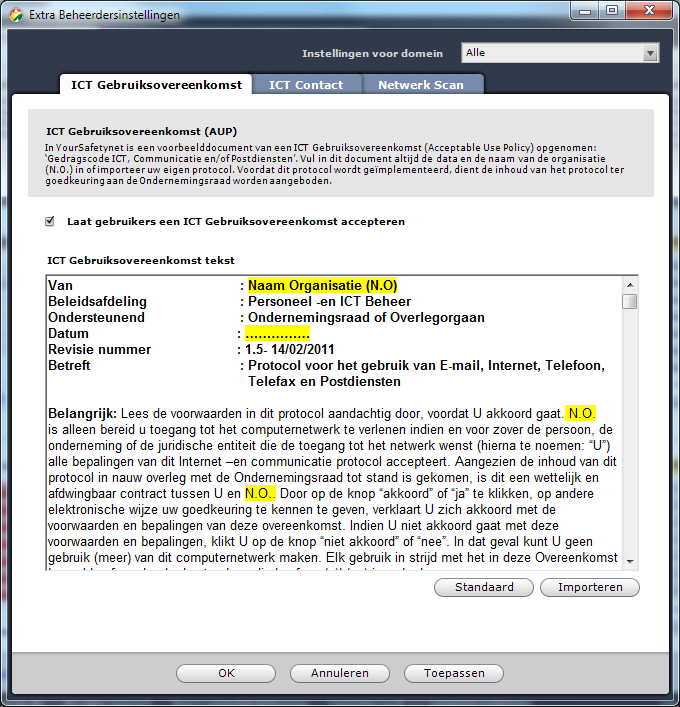 Extra Beheerdersinstellingen
Instellingen voor domein Alle
ICT Gebruiksovereenkomst ICT Contact Netwerk Scan
ICT Gebruiksovereenkomst (AUP)
In YourSafetynet is een voorbeelddocument van een ICT Gebruiksovereenkomst (Acceptable Use Policy) opgenomen:
'Gedragscode ICT, Communicatie en/of Postdiensten'. Vul in dit document altijd de data en de naam van de organisatie
(N.O.) in of importeer uw eigen protocol. Voordat dit protocol wordt geïmplementeerd, dient de inhoud van het protocol ter
goedkeuring aan de Ondernemingsraad worden aangeboden.
Laat gebruikers een ICT Gebruiksovereenkomst accepteren
ICT Gebruiksovereenkomst tekst
Van : Naam Organisatie (N.O)
Beleidsafdeling : Personeel -en ICT Beheer
Ondersteunend : Ondernemingsraad of Overlegorgaan
Datum : ...............
Revisie nummer : 1.5- 14/02/2011
Betreft : Protocol voor het gebruik van E-mail, Internet, Telefoon,
Telefax en Postdiensten
Belangrijk: Lees de voorwaarden in dit protocol aandachtig door, voordat U akkoord gaat. N.O.
is alleen bereid u toegang tot het computernetwerk te verlenen indien en voor zover de persoon, de
onderneming of de juridische entiteit die de toegang tot het netwerk wenst (hierna te noemen: “U”)
alle bepalingen van dit Internet –en communicatie protocol accepteert. Aangezien de inhoud van dit
protocol in nauw overleg met de Ondernemingsraad tot stand is gekomen, is dit een wettelijk en
afdwingbaar contract tussen U en N.O.. Door op de knop “akkoord” of “ja” te klikken, op andere
elektronische wijze uw goedkeuring te kennen te geven, verklaart U zich akkoord met de
voorwaarden en bepalingen van deze overeenkomst. Indien U niet akkoord gaat met deze
voorwaarden en bepalingen, klikt U op de knop “niet akkoord” of “nee”. In dat geval kunt U geen
gebruik (meer) van dit computernetwerk maken. Elk gebruik in strijd met het in deze Overeenkomst
Standaard Importeren
OK Annuleren Toepassen